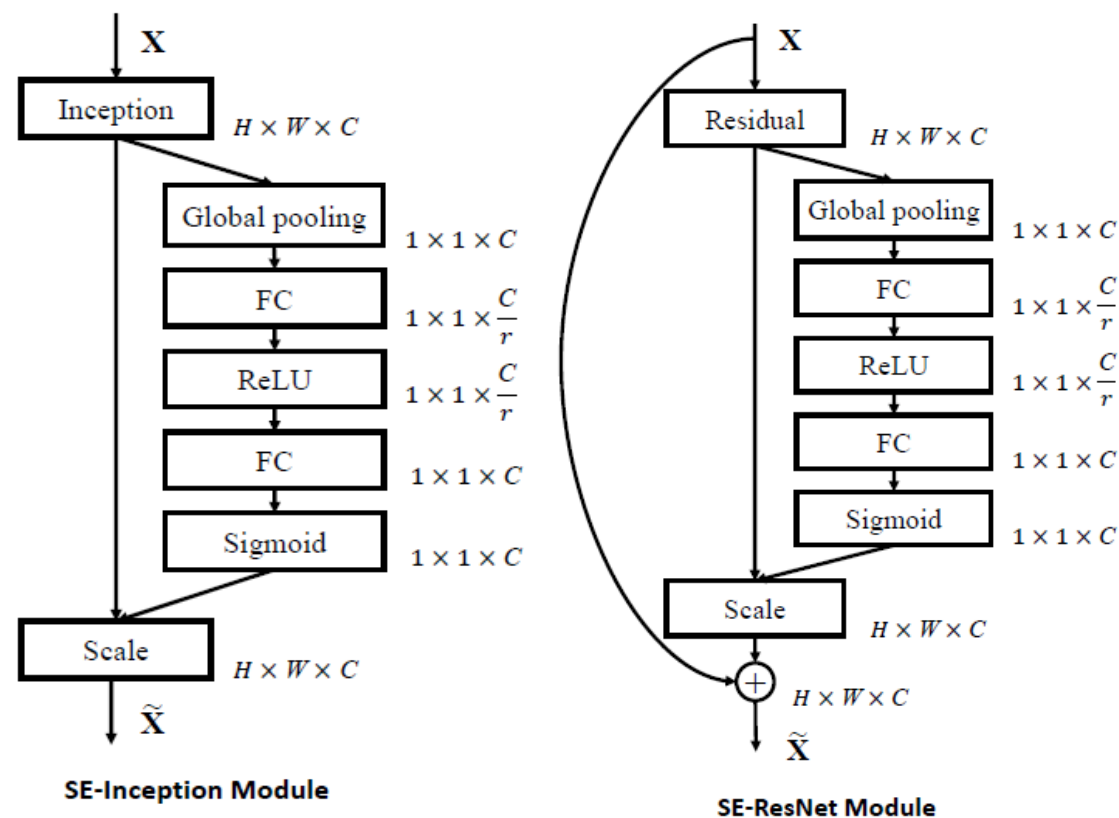 X
Inception
H × W × C
Global pooling
1 × 1 × C
FC
1 × 1 × C/r
ReLU
1 × 1 × C/r
FC
1 × 1 × C
Sigmoid
1 × 1 × C
Scale
H × W × C
X̃
SE-Inception Module
X
Residual
H × W × C
Global pooling
1 × 1 × C
FC
1 × 1 × C/r
ReLU
1 × 1 × C/r
FC
1 × 1 × C
Sigmoid
1 × 1 × C
Scale
H × W × C
+
H × W × C
X̃
SE-ResNet Module